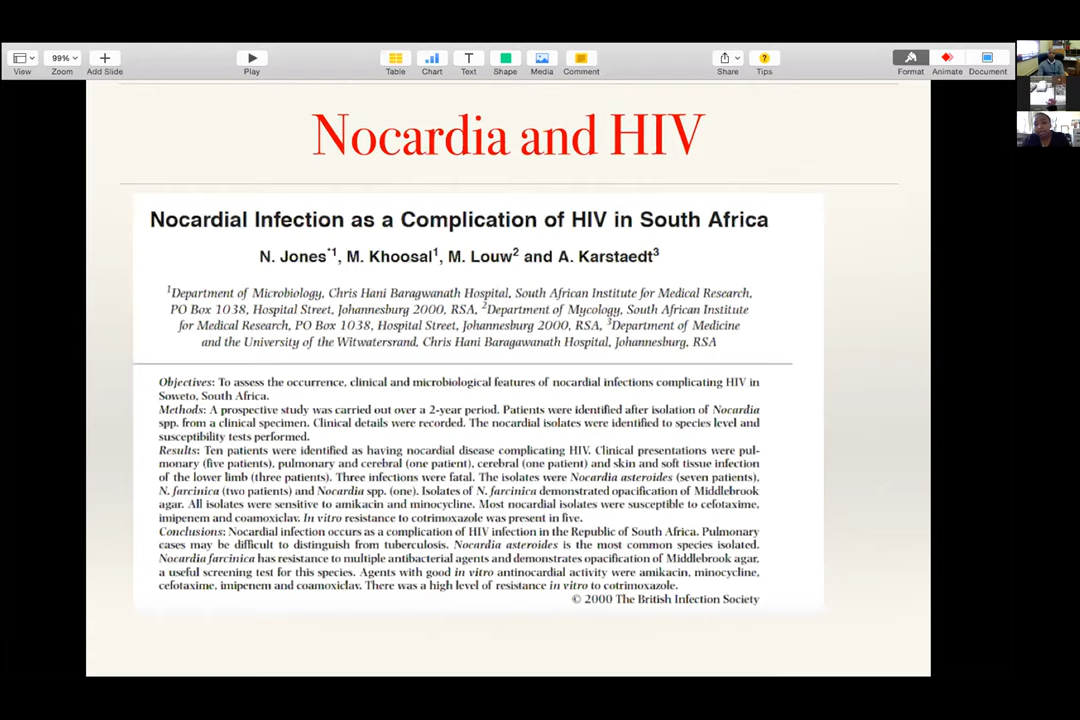 View
99%
Zoom
Add Slide
Play
Table
Chart
Text
Shape
Media
Comment
Share
Tips
Format
Animate
Document
Nocardia and HIV
Nocardial Infection as a Complication of HIV in South Africa
N. Jones*1, M. Khoosal1, M. Louw2 and A. Karstaedt3
1Department of Microbiology, Chris Hani Baragwanath Hospital, South African Institute for Medical Research,
PO Box 1038, Hospital Street, Johannesburg 2000, RSA, 2Department of Mycology, South African Institute
for Medical Research, PO Box 1038, Hospital Street, Johannesburg 2000, RSA, 3Department of Medicine
and the University of the Witwatersrand, Chris Hani Baragawanath Hospital, Johannesburg, RSA
Objectives: To assess the occurrence, clinical and microbiological features of nocardial infections complicating HIV in
Soweto, South Africa.
Methods: A prospective study was carried out over a 2-year period. Patients were identified after isolation of Nocardia
spp. from a clinical specimen. Clinical details were recorded. The nocardial isolates were identified to species level and
susceptibility tests performed.
Results: Ten patients were identified as having nocardial disease complicating HIV. Clinical presentations were pul-
monary (five patients), pulmonary and cerebral (one patient), cerebral (one patient) and skin and soft tissue infection
of the lower limb (three patients). Three infections were fatal. The isolates were Nocardia asteroides (seven patients),
N. farcinica (two patients) and Nocardia spp. (one). Isolates of N. farcinica demonstrated opacification of Middlebrook
agar. All isolates were sensitive to amikacin and minocycline. Most nocardial isolates were susceptible to cefotaxime,
imipenem and coamoxiclav. In vitro resistance to cotrimoxazole was present in five.
Conclusions: Nocardial infection occurs as a complication of HIV infection in the Republic of South Africa. Pulmonary
cases may be difficult to distinguish from tuberculosis. Nocardia asteroides is the most common species isolated.
Nocardia farcinica has resistance to multiple antibacterial agents and demonstrates opacification of Middlebrook agar,
a useful screening test for this species. Agents with good in vitro antinocardial activity were amikacin, minocycline,
cefotaxime, imipenem and coamoxiclav. There was a high level of resistance in vitro to cotrimoxazole.
© 2000 The British Infection Society